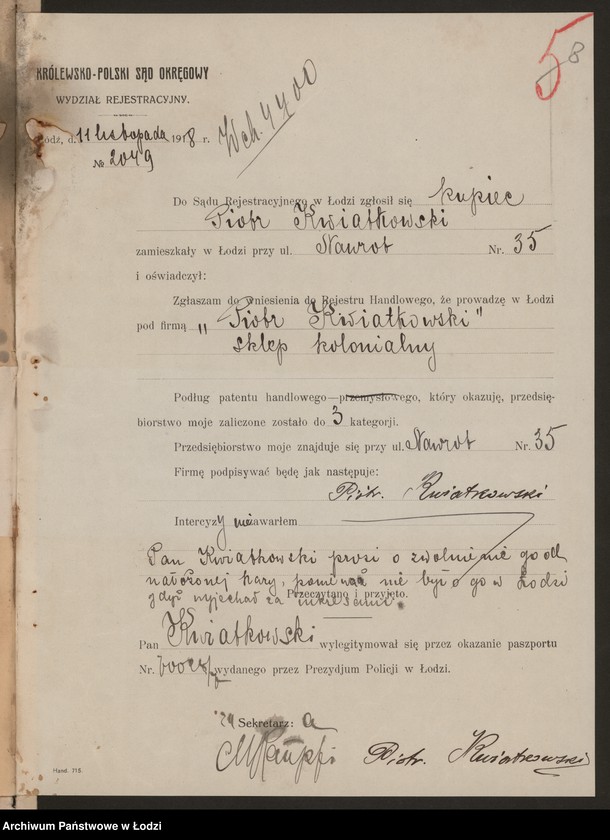 58
KRÓLEWSKO-POLSKI SĄD OKRĘGOWY
WYDZIAŁ REJESTRACYJNY.
Łódź, d. 11 listopada 1918 r.
№ 2049
Wch. 4400
Do Sądu Rejestracyjnego w Łodzi zgłosił się kupiec
Piotr Kwiatkowski
zamieszkały w Łodzi przy ul. Nawrot Nr. 35
i oświadczył:
Zgłaszam do wniesienia do Rejestru Handlowego, że prowadzę w Łodzi
pod firmą „Piotr Kwiatkowski"
sklep kolonialny
Podług patentu handlowego—przemysłowego, który okazuję, przedsię-
biorstwo moje zaliczone zostało do 3 kategorji.
Przedsiębiorstwo moje znajduje się przy ul. Nawrot Nr. 35
Firmę podpisywać będę jak następuje:
Piotr. Kwiatkowski
Intercyzy nie zawarłem
Pan Kwiatkowski prosi o zwolnienie go od
nałożonej kary, ponieważ nie było go w Łodzi
gdyż wyjechał za
Przeczytano i przyjęto.
Pan Kwiatkowski wylegitymował się przez okazanie paszportu
Nr. wydanego przez Prezydjum Policji w Łodzi.
Sekretarz:
Piotr. Kwiatkowski
Hand. 715
Archiwum Państwowe w Łodzi